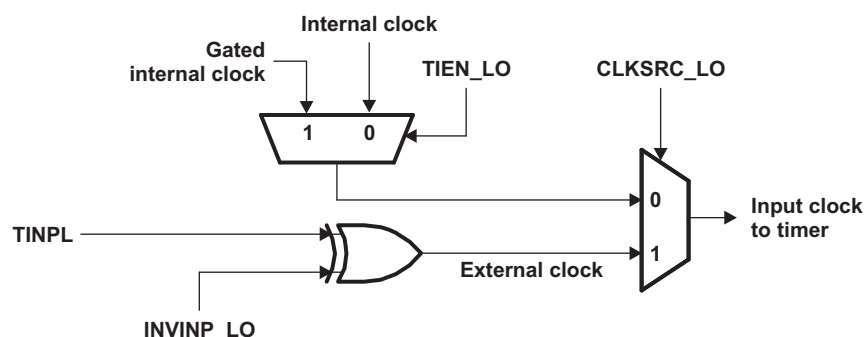 Internal clock
Gated
internal clock
TIEN_LO
CLKSRC_LO
1 0
0
Input clock
to timer
TINPL
1
External clock
INVINP_LO